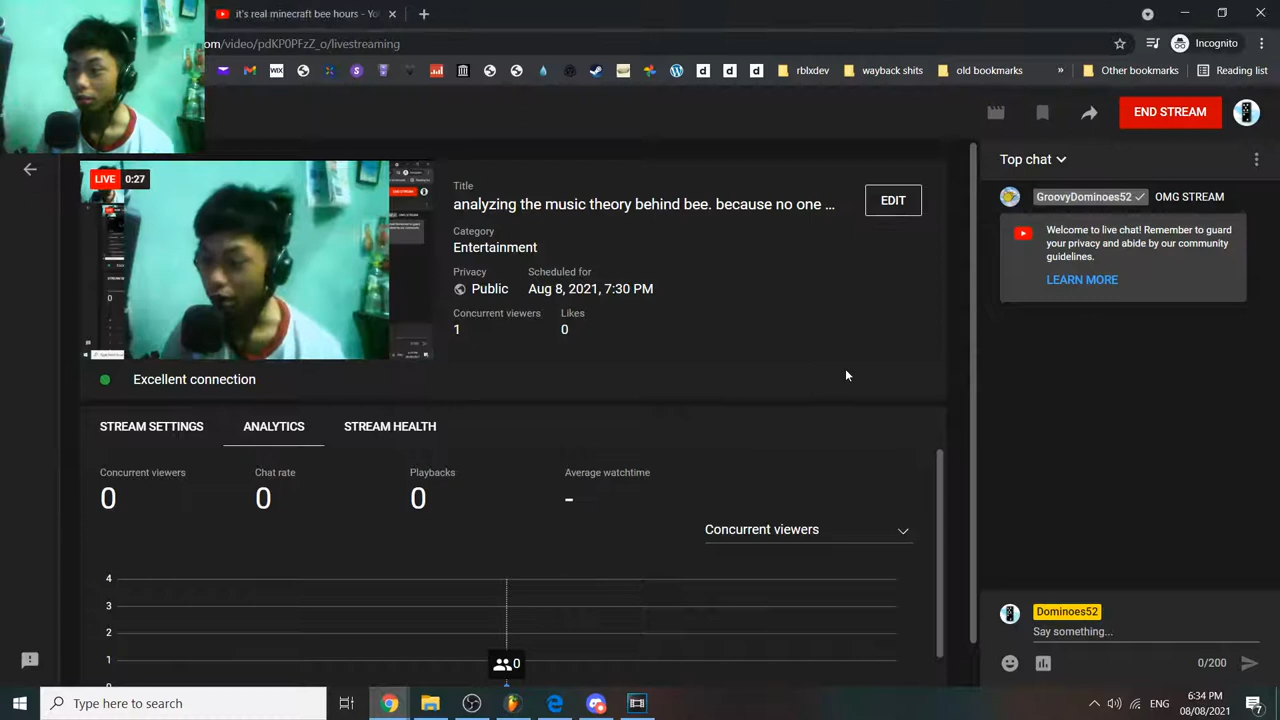 it's real minecraft bee hours - Yo
om/video/pdKP0PFzZ_o/livestreaming
Incognito
WIX
rblxdev
wayback shits
old bookmarks
»
Other bookmarks
Reading list
END STREAM
LIVE 0:27
Title
analyzing the music theory behind bee. because no one ...
EDIT
Category
Entertainment
Privacy
Public
Scheduled for
Aug 8, 2021, 7:30 PM
Concurrent viewers
1
Likes
0
Excellent connection
STREAM SETTINGS
ANALYTICS
STREAM HEALTH
Concurrent viewers
0
Chat rate
0
Playbacks
0
Average watchtime
-
Concurrent viewers
4
3
2
1
0
Top chat
GroovyDominoes52 OMG STREAM
Welcome to live chat! Remember to guard
your privacy and abide by our community
guidelines.
LEARN MORE
Dominoes52
Say something...
0/200
Type here to search
6:34 PM
08/08/2021
7